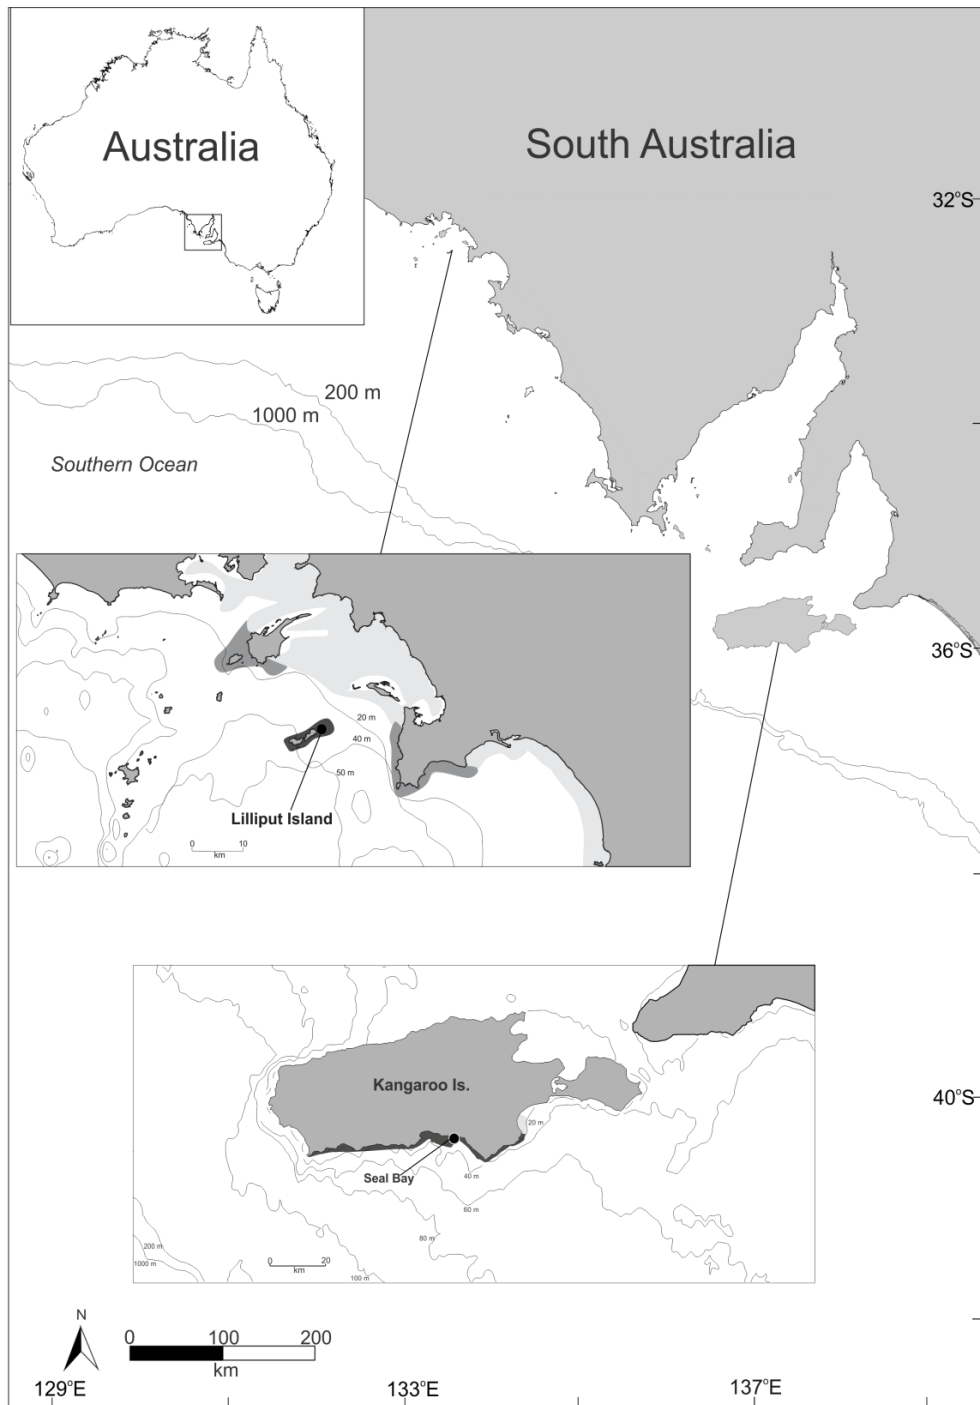 Australia
South Australia
32°S
200 m
1000 m
Southern Ocean
36°S
20 m
40 m
50 m
Lilliput Island
0 10
km
Kangaroo Is.
40°S
20 m
Seal Bay
40 m
60 m
80 m
200 m
1000 m
0 20
km
100 m
N
0 100 200
km
129°E 133°E 137°E